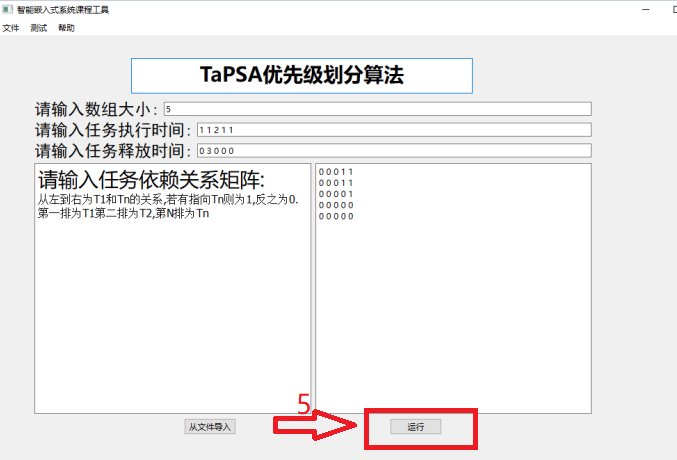 智能嵌入式系统课程工具
文件 测试 帮助
TaPSA优先级划分算法
请输入数组大小: 5
请输入任务执行时间: 1 1 2 1 1
请输入任务释放时间: 0 3 0 0 0
请输入任务依赖关系矩阵:
从左到右为T1和Tn的关系,若有指向Tn则为1,反之为0.
第一排为T1第二排为T2,第N排为Tn
0 0 0 1 1
0 0 0 1 1
0 0 0 0 1
0 0 0 0 0
0 0 0 0 0
5
从文件导入
运行